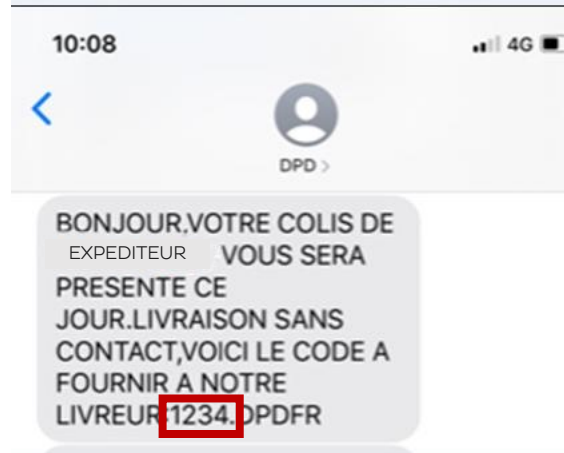 10:08
4G
DPD >
BONJOUR,VOTRE COLIS DE
EXPEDITEUR VOUS SERA
PRESENTE CE
JOUR.LIVRAISON SANS
CONTACT,VOICI LE CODE A
FOURNIR A NOTRE
LIVREUR:1234.DPDFR